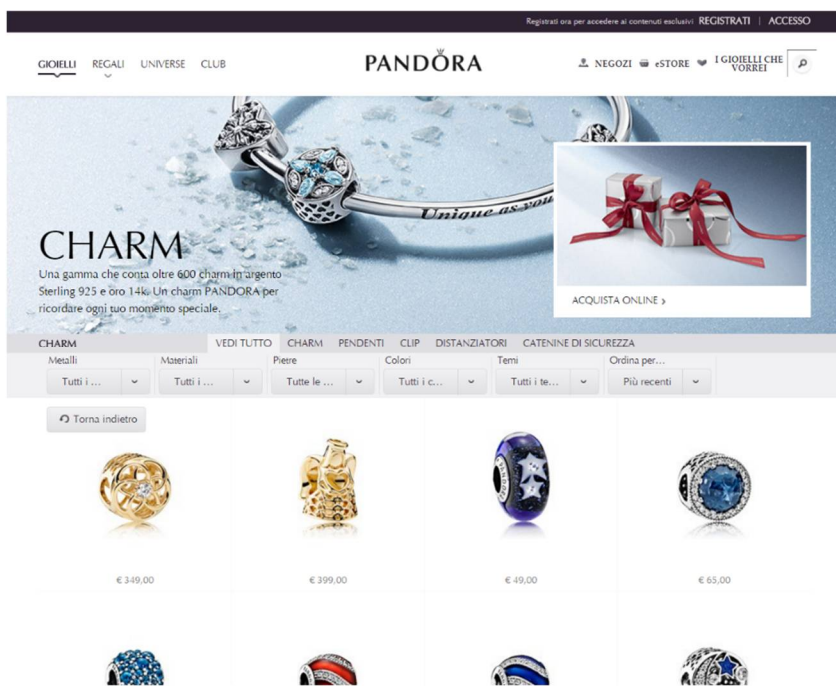 Registrati ora per accedere ai contenuti esclusivi REGISTRATI | ACCESSO
GIOIELLI REGALI UNIVERSE CLUB
PANDÖRA
NEGOZI eSTORE I GIOIELLI CHE
VORREI
Unique as you
CHARM
Una gamma che conta oltre 600 charm in argento
Sterling 925 e oro 14k. Un charm PANDORA per
ricordare ogni tuo momento speciale.
ACQUISTA ONLINE >
CHARM VEDI TUTTO CHARM PENDENTI CLIP DISTANZIATORI CATENINE DI SICUREZZA
Metalli Materiali Pietre Colori Temi Ordina per...
Tutti i ... Tutti i ... Tutte le ... Tutti i c... Tutti i te... Più recenti
Torna indietro
PANDORA
€ 349,00 € 399,00 € 49,00 € 65,00